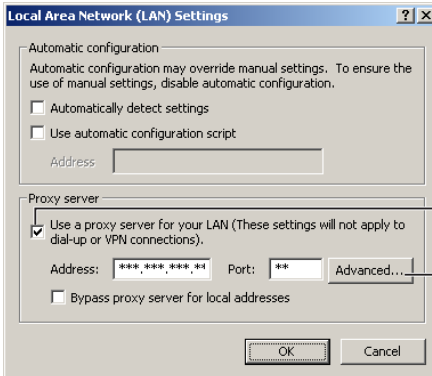 Local Area Network (LAN) Settings
Automatic configuration
Automatic configuration may override manual settings. To ensure the
use of manual settings, disable automatic configuration.
Automatically detect settings
Use automatic configuration script
Address
Proxy server
Use a proxy server for your LAN (These settings will not apply to
dial-up or VPN connections).
Address: ***.***.***.** Port: ** Advanced...
Bypass proxy server for local addresses
OK Cancel